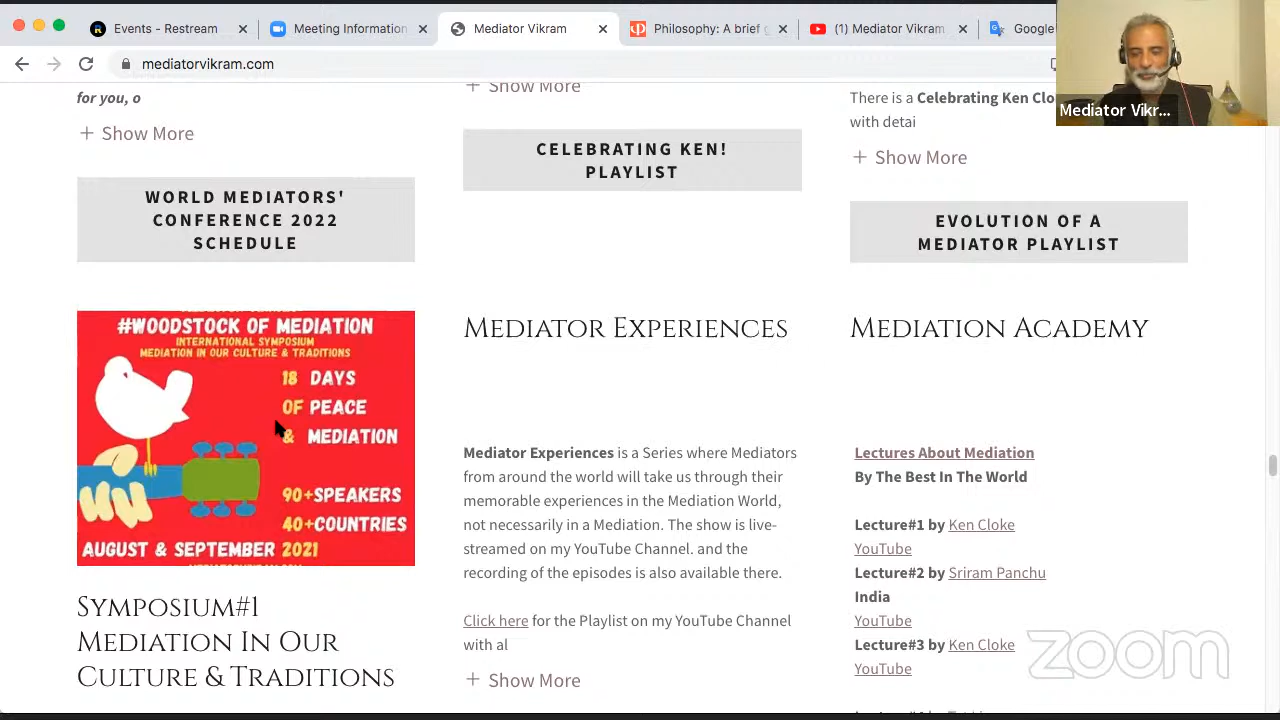 Events - Restream
Meeting Information
Mediator Vikram
Philosophy: A brief
(1) Mediator Vikram
Google
mediatorvikram.com
Mediator Vikr...
for you, o
+ Show More
WORLD MEDIATORS'
CONFERENCE 2022
SCHEDULE
#WOODSTOCK OF MEDIATION
INTERNATIONAL SYMPOSIUM
MEDIATION IN OUR CULTURE & TRADITIONS
18 DAYS
OF PEACE
& MEDIATION
90+SPEAKERS
40+COUNTRIES
AUGUST & SEPTEMBER 2021
SYMPOSIUM#1
MEDIATION IN OUR
CULTURE & TRADITIONS
+ Show More
CELEBRATING KEN!
PLAYLIST
MEDIATOR EXPERIENCES
Mediator Experiences is a Series where Mediators
from around the world will take us through their
memorable experiences in the Mediation World,
not necessarily in a Mediation. The show is live-
streamed on my YouTube Channel. and the
recording of the episodes is also available there.
Click here for the Playlist on my YouTube Channel
with al
+ Show More
There is a Celebrating Ken Clo
with detai
+ Show More
EVOLUTION OF A
MEDIATOR PLAYLIST
MEDIATION ACADEMY
Lectures About Mediation
By The Best In The World
Lecture#1 by Ken Cloke
YouTube
Lecture#2 by Sriram Panchu
India
YouTube
Lecture#3 by Ken Cloke
YouTube
zoom